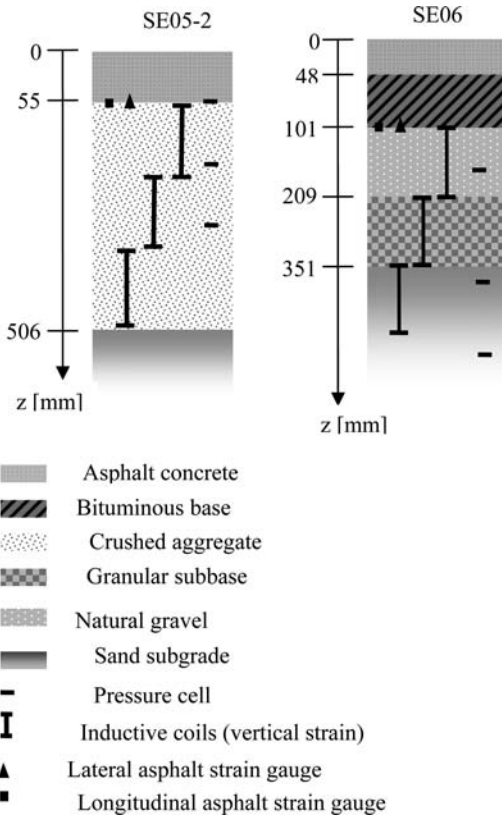 SE05-2
0
55
506
z [mm]
SE06
0
48
101
209
351
z [mm]
Asphalt concrete
Bituminous base
Crushed aggregate
Granular subbase
Natural gravel
Sand subgrade
Pressure cell
Inductive coils (vertical strain)
Lateral asphalt strain gauge
Longitudinal asphalt strain gauge